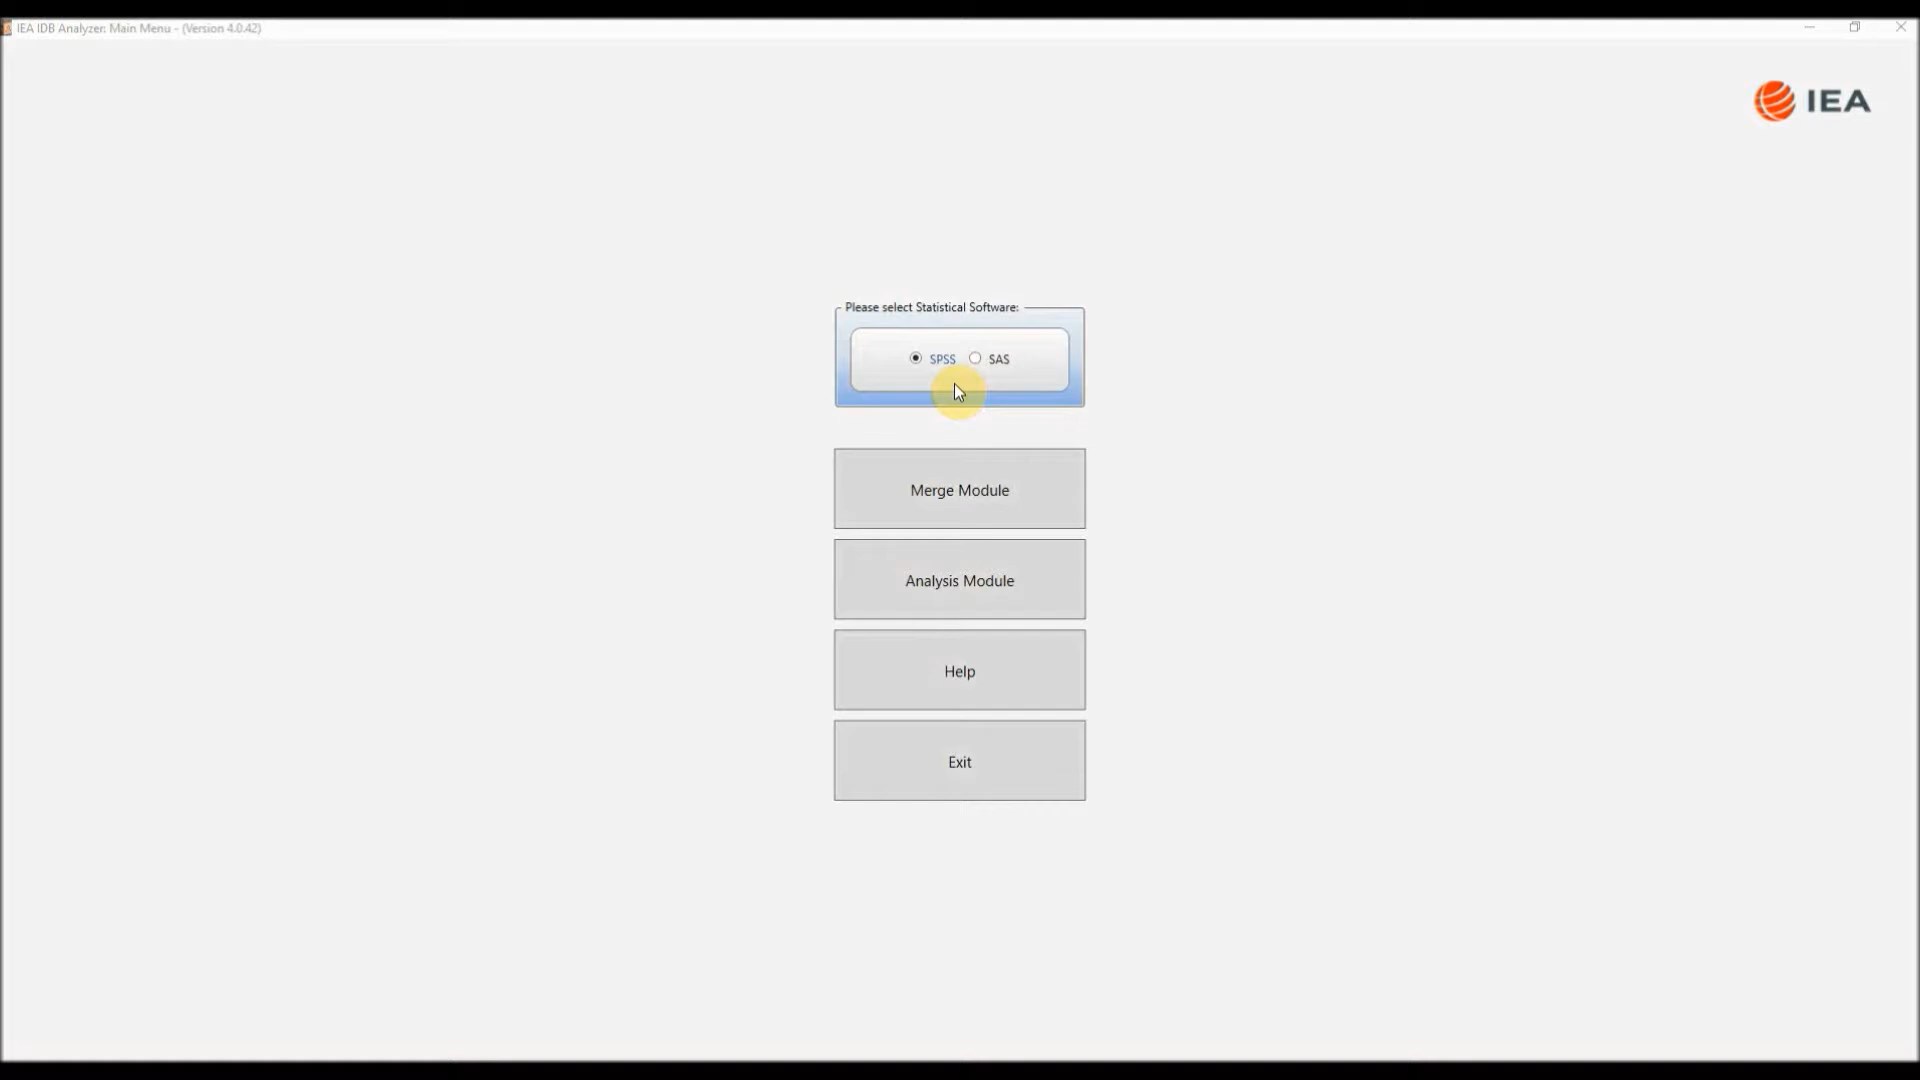 IEA IDB Analyzer: Main Menu - (Version 4.0.42)
IEA
Please select Statistical Software:
SPSS SAS
Merge Module
Analysis Module
Help
Exit